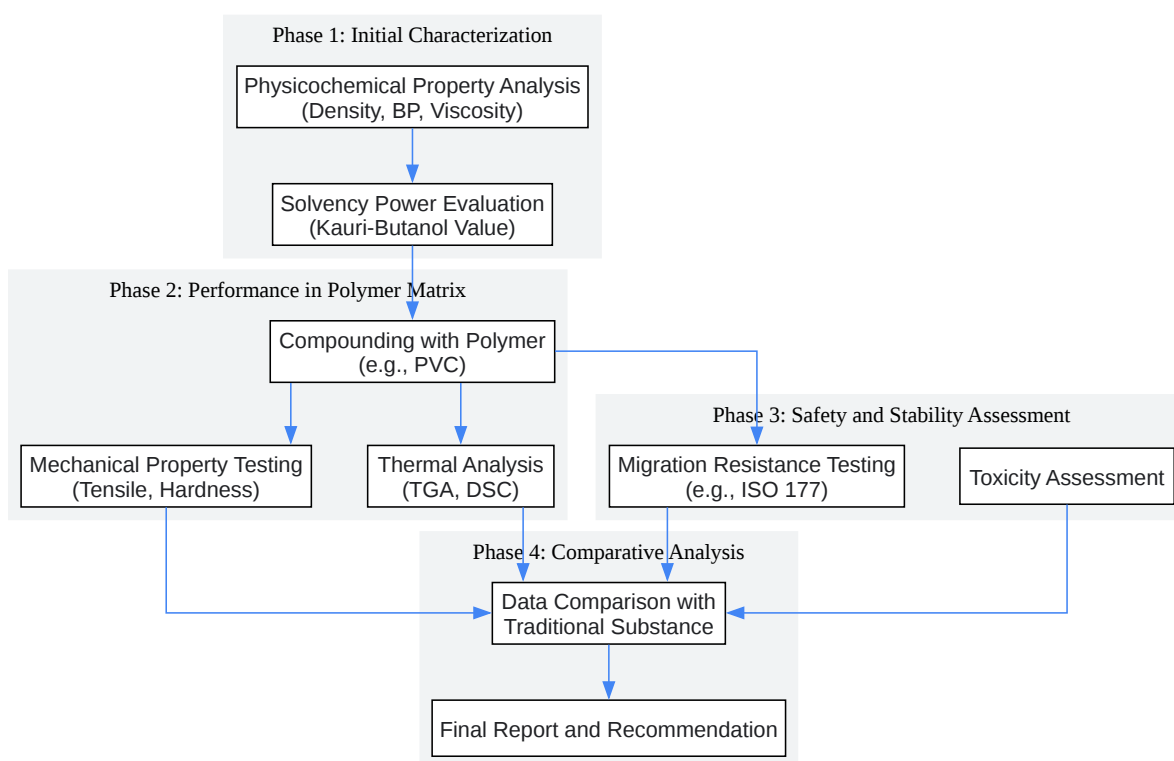 Phase 1: Initial Characterization
Physicochemical Property Analysis
(Density, BP, Viscosity)
Solvency Power Evaluation
(Kauri-Butanol Value)
Phase 2: Performance in Polymer Matrix
Compounding with Polymer
(e.g., PVC)
Mechanical Property Testing
(Tensile, Hardness)
Thermal Analysis
(TGA, DSC)
Phase 3: Safety and Stability Assessment
Migration Resistance Testing
(e.g., ISO 177)
Toxicity Assessment
Phase 4: Comparative Analysis
Data Comparison with
Traditional Substance
Final Report and Recommendation